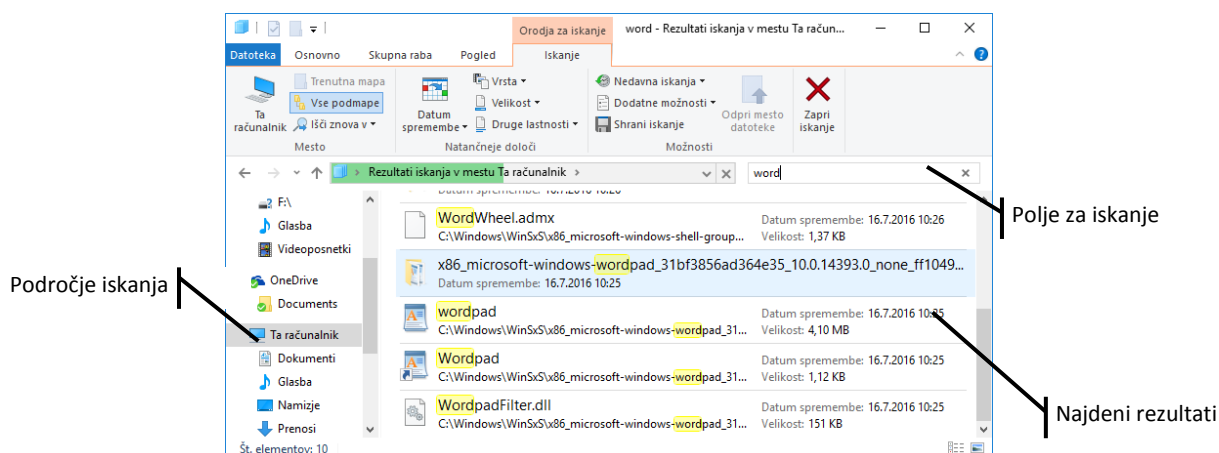 Orodja za iskanje
word - Rezultati iskanja v mestu Ta račun...
Datoteka Osnovno Skupna raba Pogled Iskanje
Ta računalnik
Trenutna mapa
Vse podmape
Išči znova v
Mesto
Datum spremembe
Vrsta
Velikost
Druge lastnosti
Natančneje določi
Nedavna iskanja
Dodatne možnosti
Shrani iskanje
Odpri mesto datoteke
Možnosti
Zapri iskanje
Rezultati iskanja v mestu Ta računalnik
word
Polje za iskanje
Področje iskanja
F:\
Glasba
Videoposnetki
OneDrive
Documents
Ta računalnik
Dokumenti
Glasba
Namizje
Prenosi
Datum spremembe: 16.7.2016 10:26
WordWheel.admx Datum spremembe: 16.7.2016 10:26
C:\Windows\WinSxS\x86_microsoft-windows-shell-group... Velikost: 1,37 KB
x86_microsoft-windows-wordpad_31bf3856ad364e35_10.0.14393.0_none_ff1049...
Datum spremembe: 16.7.2016 10:25
wordpad Datum spremembe: 16.7.2016 10:25
C:\Windows\WinSxS\x86_microsoft-windows-wordpad_31... Velikost: 4,10 MB
Wordpad Datum spremembe: 16.7.2016 10:25
C:\Windows\WinSxS\x86_microsoft-windows-wordpad_31... Velikost: 1,12 KB
WordpadFilter.dll Datum spremembe: 16.7.2016 10:25
C:\Windows\WinSxS\x86_microsoft-windows-wordpad_31... Velikost: 151 KB
Najdeni rezultati
Št. elementov: 10